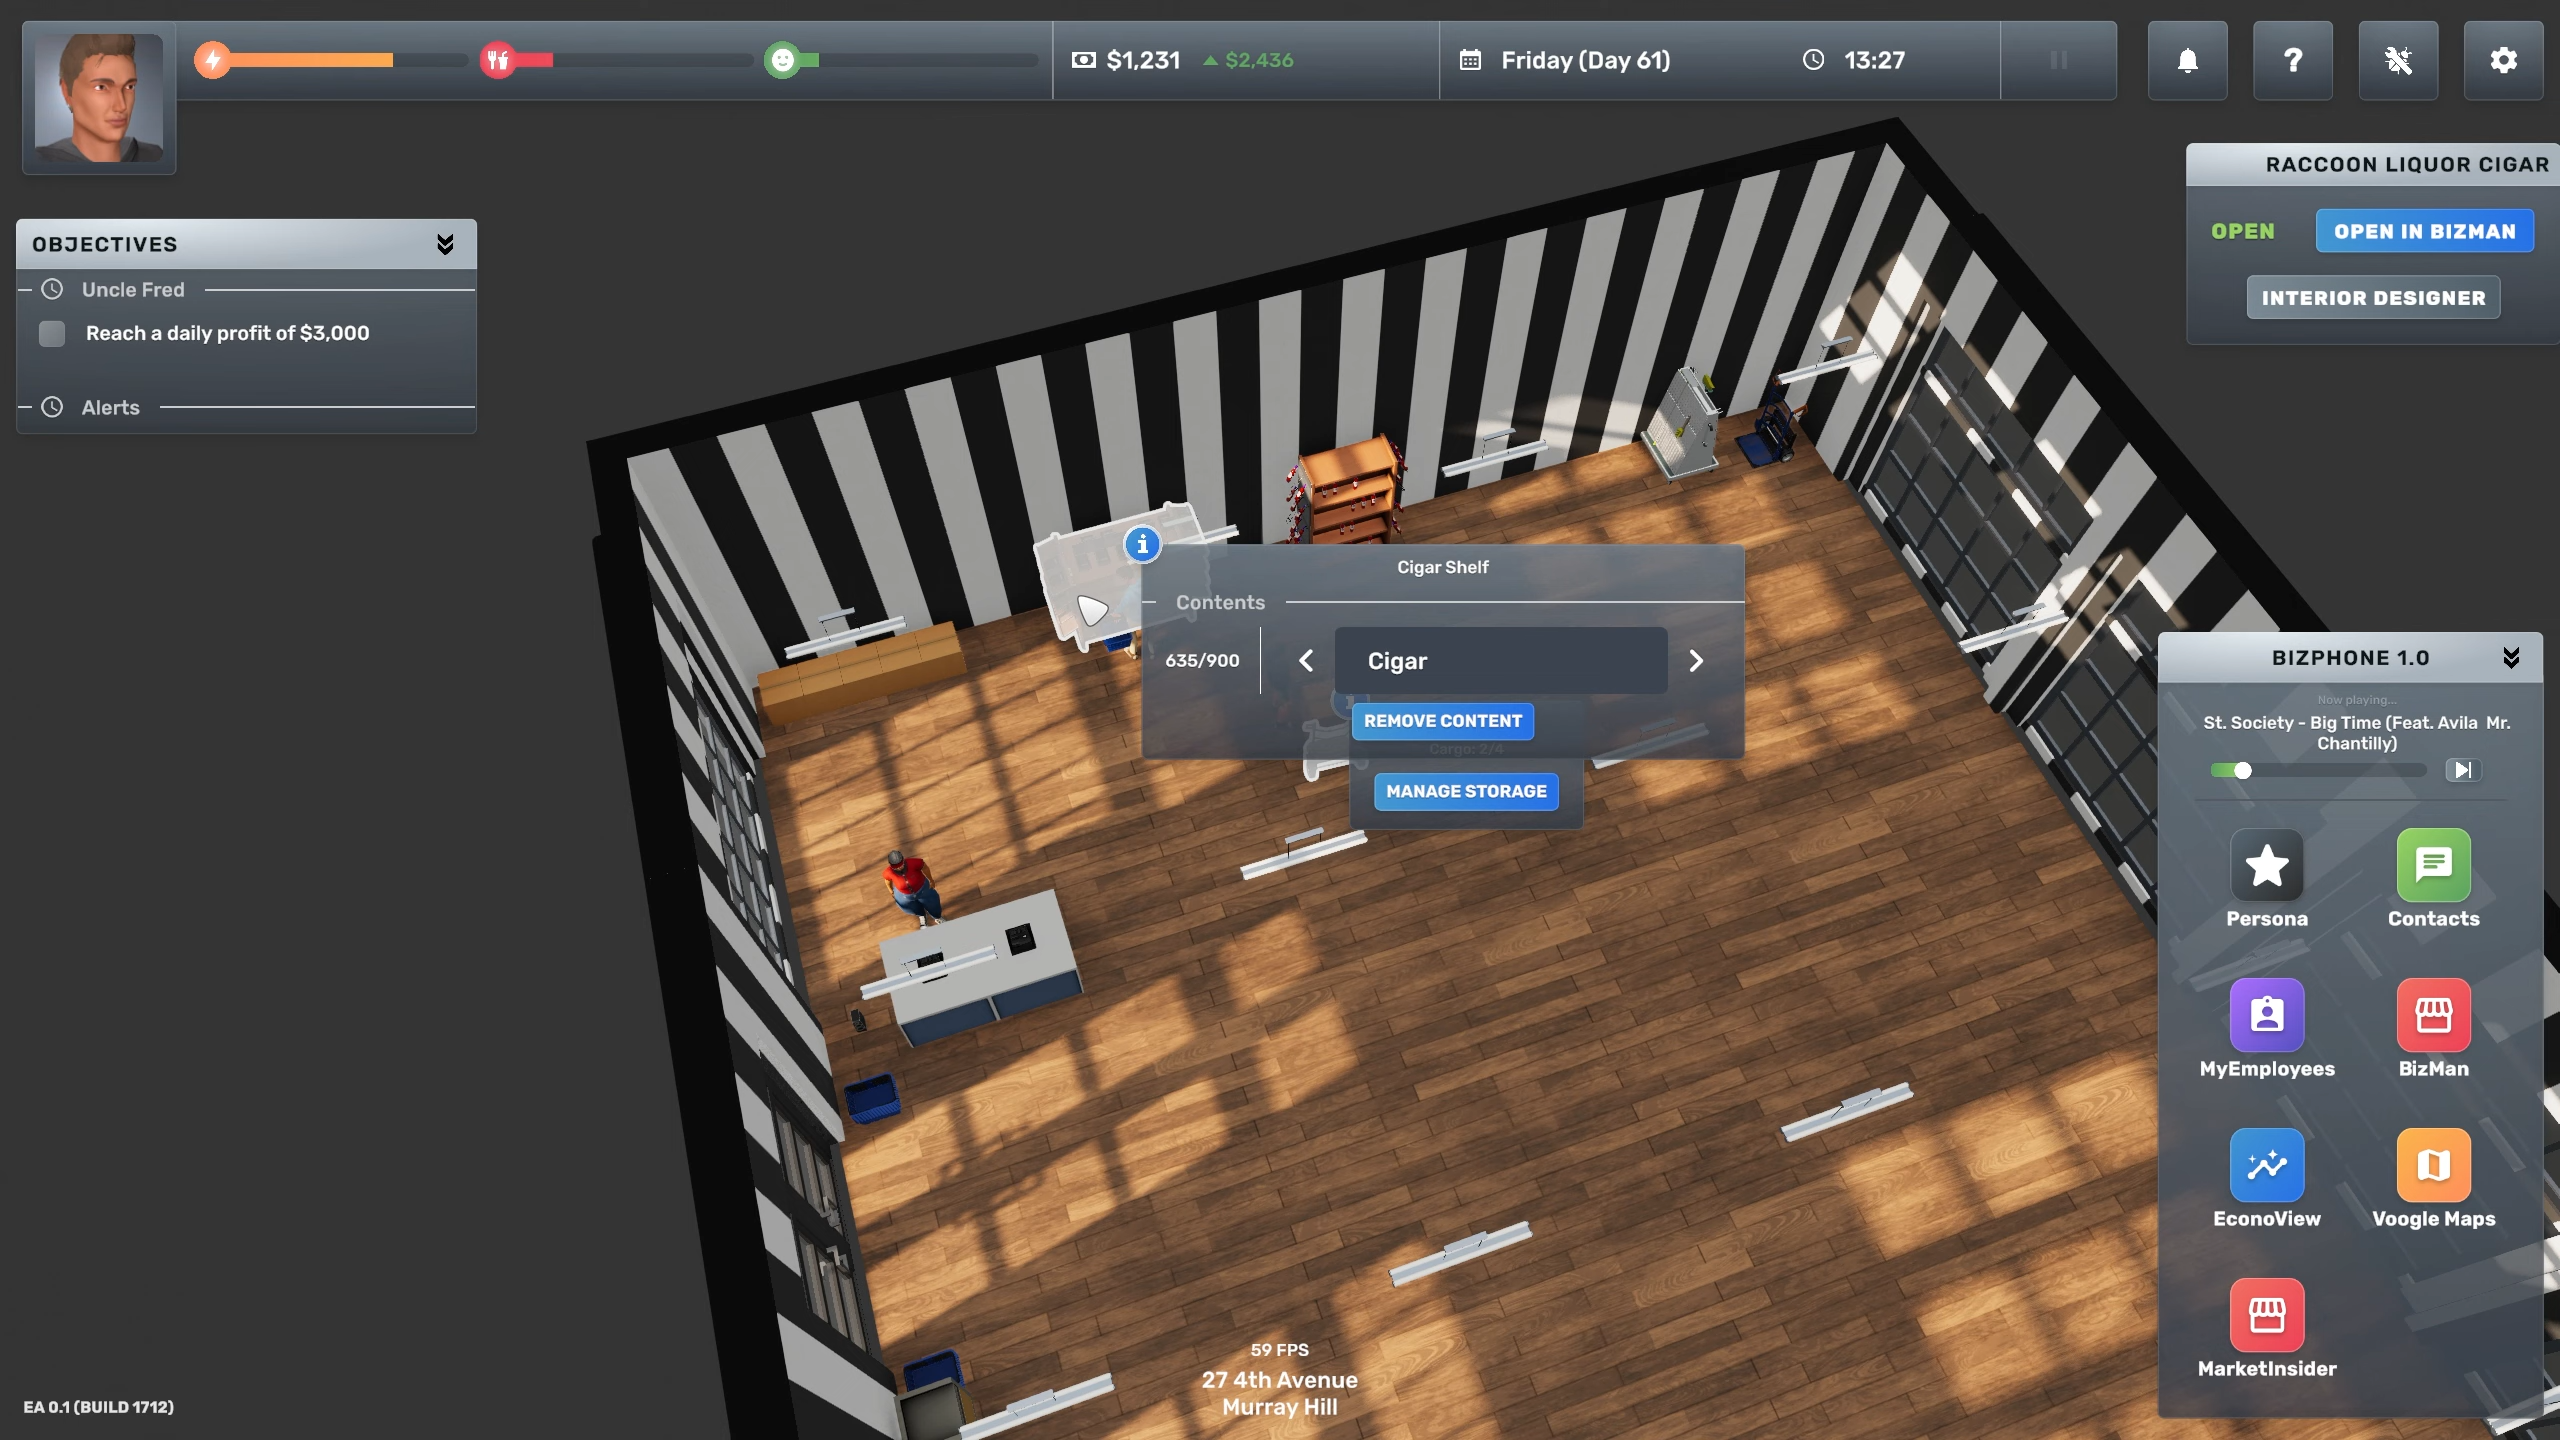 $1,231
$2,436
Friday (Day 61)
13:27
?
RACCOON LIQUOR CIGAR
OPEN
OPEN IN BIZMAN
INTERIOR DESIGNER
OBJECTIVES
Uncle Fred
Reach a daily profit of $3,000
Alerts
i
Cigar Shelf
Contents
635/900
Cigar
REMOVE CONTENT
Cargo: 2/4
MANAGE STORAGE
BIZPHONE 1.0
Now playing...
St. Society - Big Time (Feat. Avila Mr.
Chantilly)
Persona
Contacts
MyEmployees
BizMan
EconoView
Voogle Maps
MarketInsider
59 FPS
27 4th Avenue
Murray Hill
EA 0.1 (BUILD 1712)